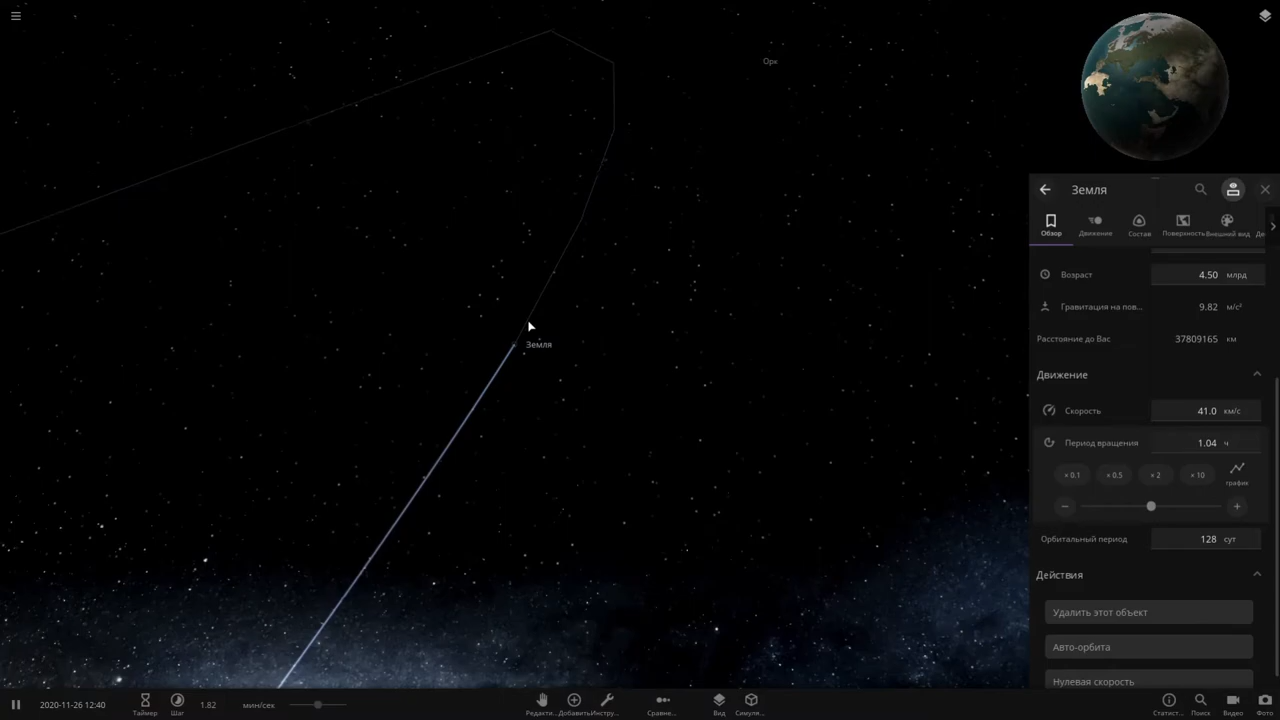 Орк
Земля
Земля
Обзор
Движение
Состав
Поверхность
Внешний вид
Де
Возраст 4.50 млрд
Гравитация на пов... 9.82 м/с²
Расстояние до Вас 37809165 км
Движение
Скорость 41.0 км/с
Период вращения 1.04 ч
× 0.1 × 0.5 × 2 × 10 график
Орбитальный период 128 сут
Действия
Удалить этот объект
Авто-орбита
Нулевая скорость
2020-11-26 12:40
Таймер
Шаг
1.82 мин/сек
Редакти...
Добавить
Инстру...
Сравне...
Вид
Симуля...
Статист...
Поиск
Видео
Фото